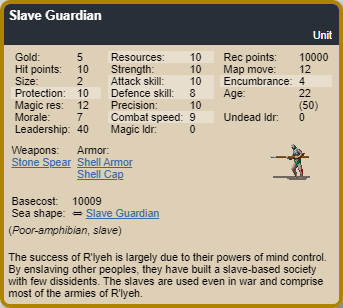 Slave Guardian
Unit
Gold: 5 Resources: 10 Rec points: 10000
Hit points: 10 Strength: 10 Map move: 12
Size: 2 Attack skill: 10 Encumbrance: 4
Protection: 10 Defence skill: 8 Age: 22
Magic res: 12 Precision: 10 (50)
Morale: 7 Combat speed: 9 Undead ldr: 0
Leadership: 40 Magic ldr: 0
Weapons: Armor:
Stone Spear Shell Armor
Shell Cap
Basecost: 10009
Sea shape: ⇔ Slave Guardian
(Poor-amphibian, slave)
The success of R'lyeh is largely due to their powers of mind control.
By enslaving other peoples, they have built a slave-based society
with few dissidents. The slaves are used even in war and comprise
most of the armies of R'lyeh.